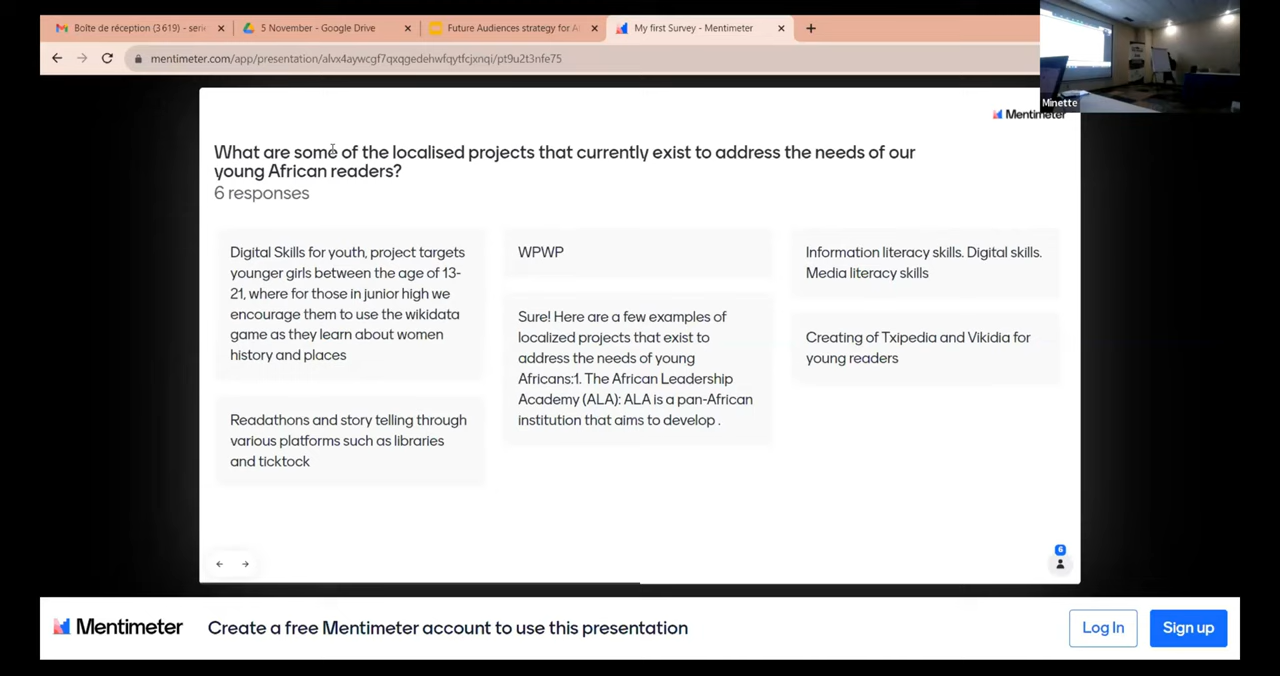 Boîte de réception (3 619) - seri
5 November - Google Drive
Future Audiences strategy for A
My first Survey - Mentimeter
mentimeter.com/app/presentation/alvx4aywcgf7qxqgedehwfqytfcjxnqi/pt9u2t3nfe75
Minette
Mentimeter
What are some of the localised projects that currently exist to address the needs of our
young African readers?
6 responses
Digital Skills for youth, project targets
younger girls between the age of 13-
21, where for those in junior high we
encourage them to use the wikidata
game as they learn about women
history and places
Readathons and story telling through
various platforms such as libraries
and ticktock
WPWP
Sure! Here are a few examples of
localized projects that exist to
address the needs of young
Africans:1. The African Leadership
Academy (ALA): ALA is a pan-African
institution that aims to develop .
Information literacy skills. Digital skills.
Media literacy skills
Creating of Txipedia and Vikidia for
young readers
6
Mentimeter
Create a free Mentimeter account to use this presentation
Log In
Sign up